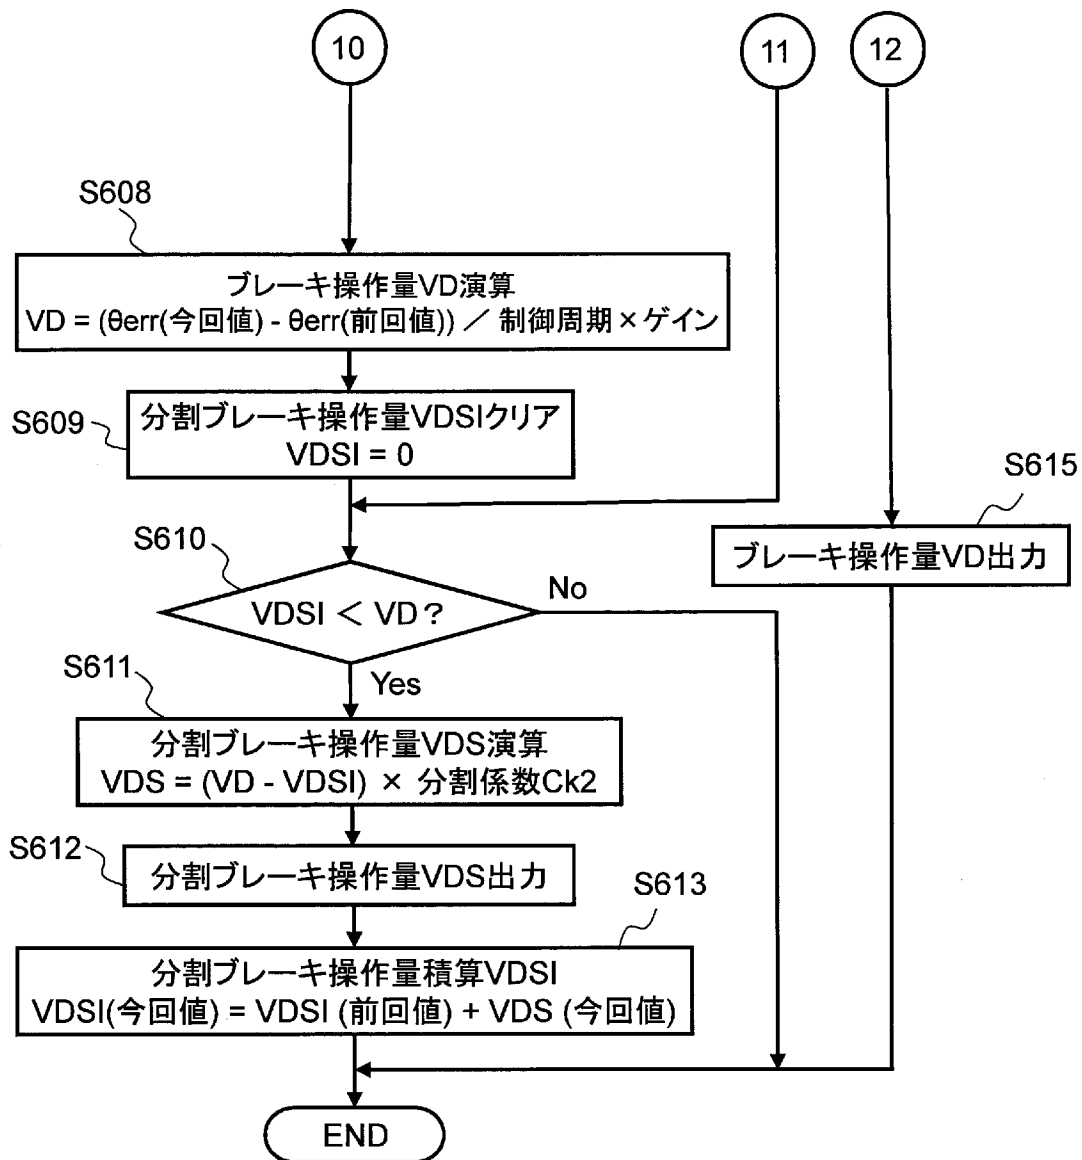 10
11
12
S608
ブレーキ操作量VD演算
VD = (θerr(今回値) - θerr(前回値)) / 制御周期×ゲイン
S609
分割ブレーキ操作量VDSIクリア
VDSI = 0
S615
ブレーキ操作量VD出力
S610
VDSI < VD?
No
Yes
S611
分割ブレーキ操作量VDS演算
VDS = (VD - VDSI) × 分割係数Ck2
S612
分割ブレーキ操作量VDS出力
S613
分割ブレーキ操作量積算VDSI
VDSI(今回値) = VDSI (前回値) + VDS (今回値)
END